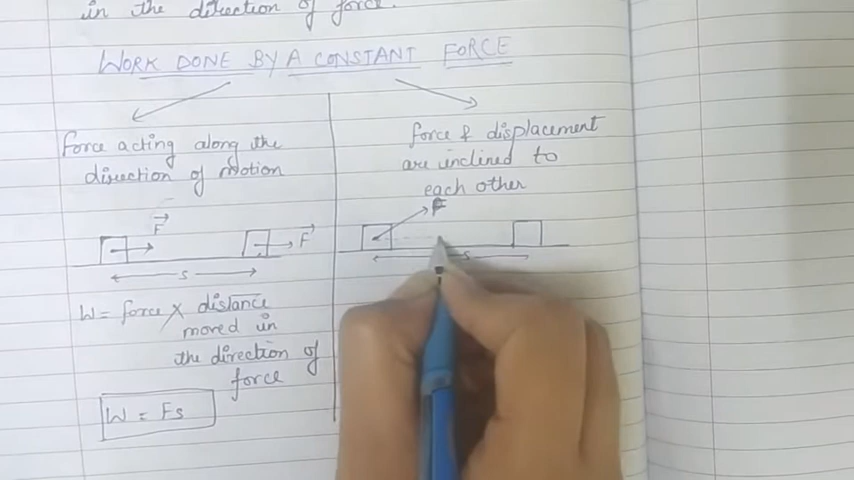 in the direction of force.
WORK DONE BY A CONSTANT FORCE
force acting along the
direction of motion
F
F
S
W = force X distance
moved in
the direction of
force
W = Fs
force & displacement
are inclined to
each other
F
S